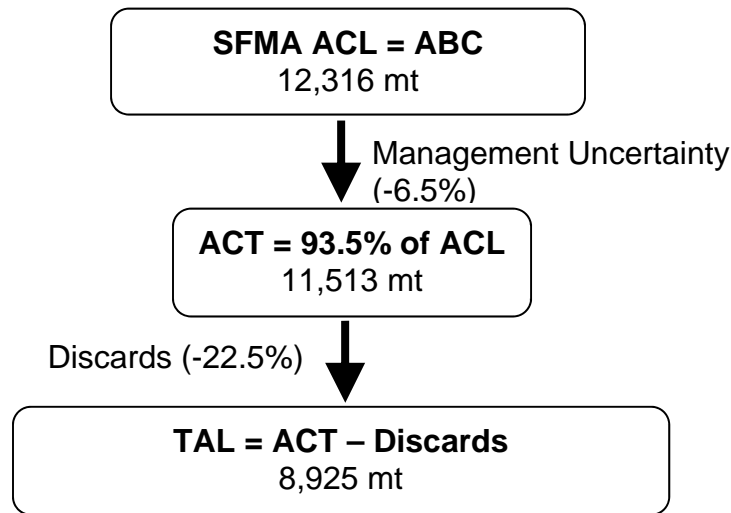 SFMA ACL = ABC
12,316 mt
Management Uncertainty
(-6.5%)
ACT = 93.5% of ACL
11,513 mt
Discards (-22.5%)
TAL = ACT – Discards
8,925 mt